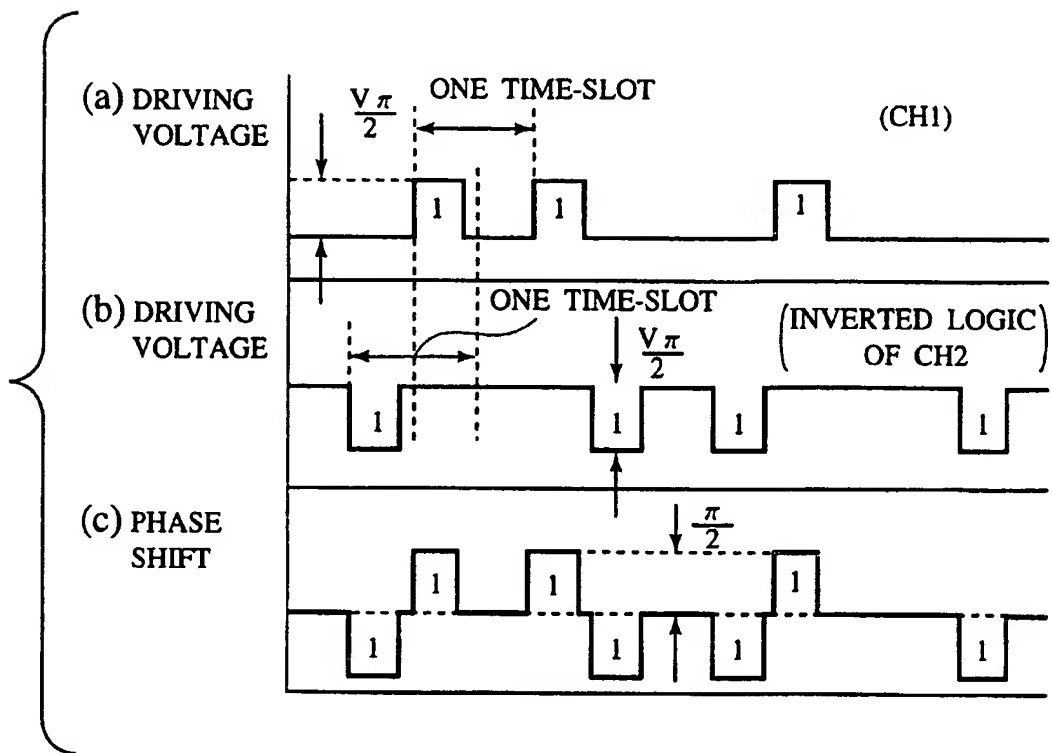 (a) DRIVING VOLTAGE
Vπ/2
ONE TIME-SLOT
(CH1)
1 1 1
(b) DRIVING VOLTAGE
ONE TIME-SLOT
Vπ/2
(INVERTED LOGIC OF CH2)
1 1 1 1
(c) PHASE SHIFT
π/2
1 1 1
1 1 1 1